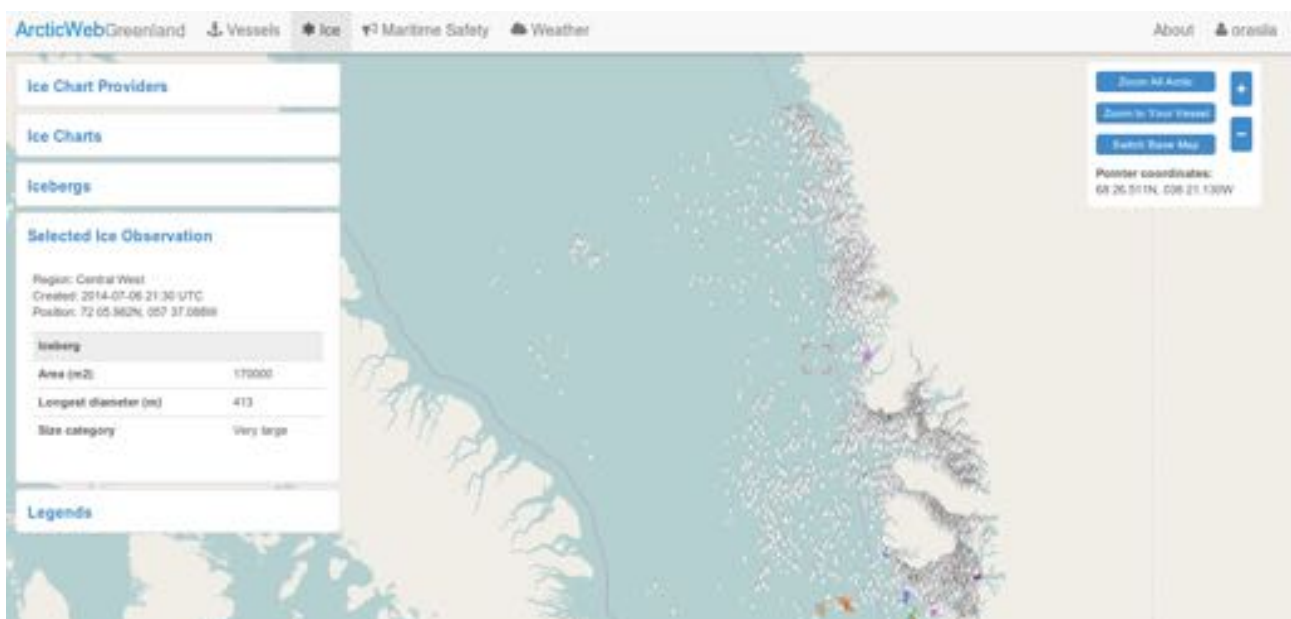 ArcticWebGreenland Vessels Ice Maritime Safety Weather About
Ice Chart Providers
Ice Charts
Icebergs
Selected Ice Observation
Region: Central West
Created: 2014-07-06 21:30 UTC
Position: 72 05.982N, 057 37.088W
Iceberg
Area (m2) 170000
Longest diameter (m) 413
Size category Very large
Legends
Zoom All Arctic
+
Zoom to Your Vessel
Switch Base Map
−
Pointer coordinates:
68 26.511N, 038 21.130W